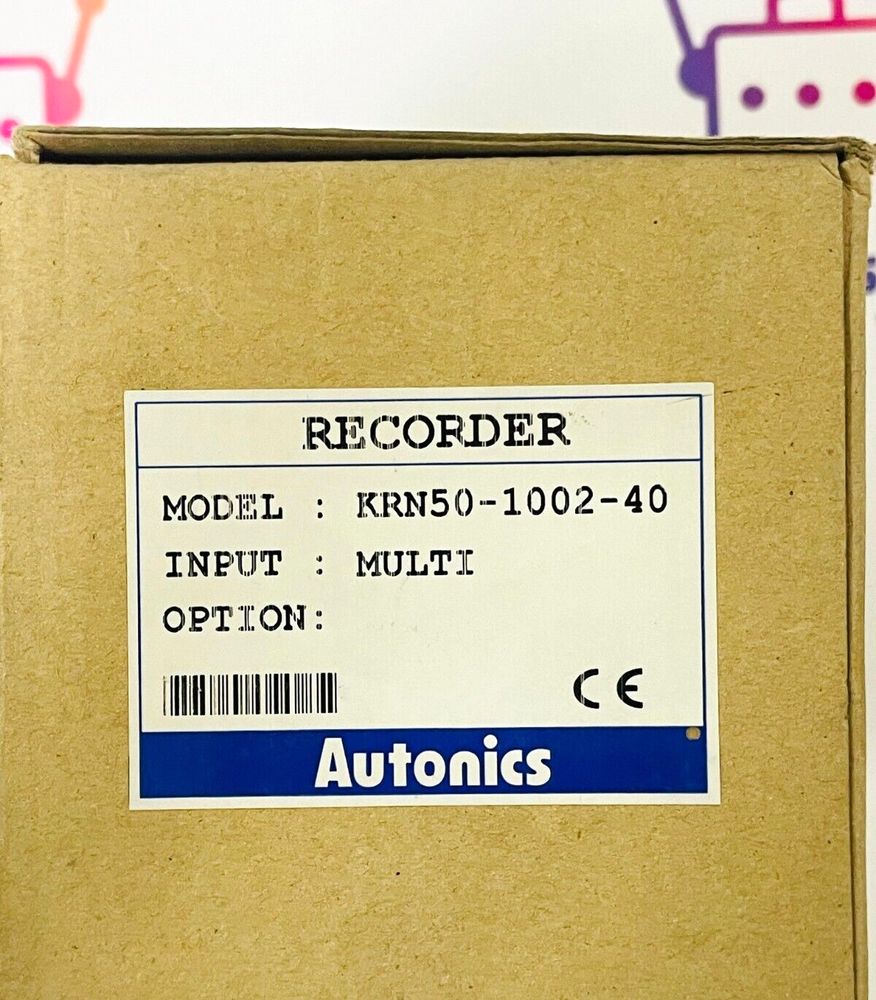 RECORDER
MODEL : KRN50-1002-40
INPUT : MULTI
OPTION:
CE
Autonics